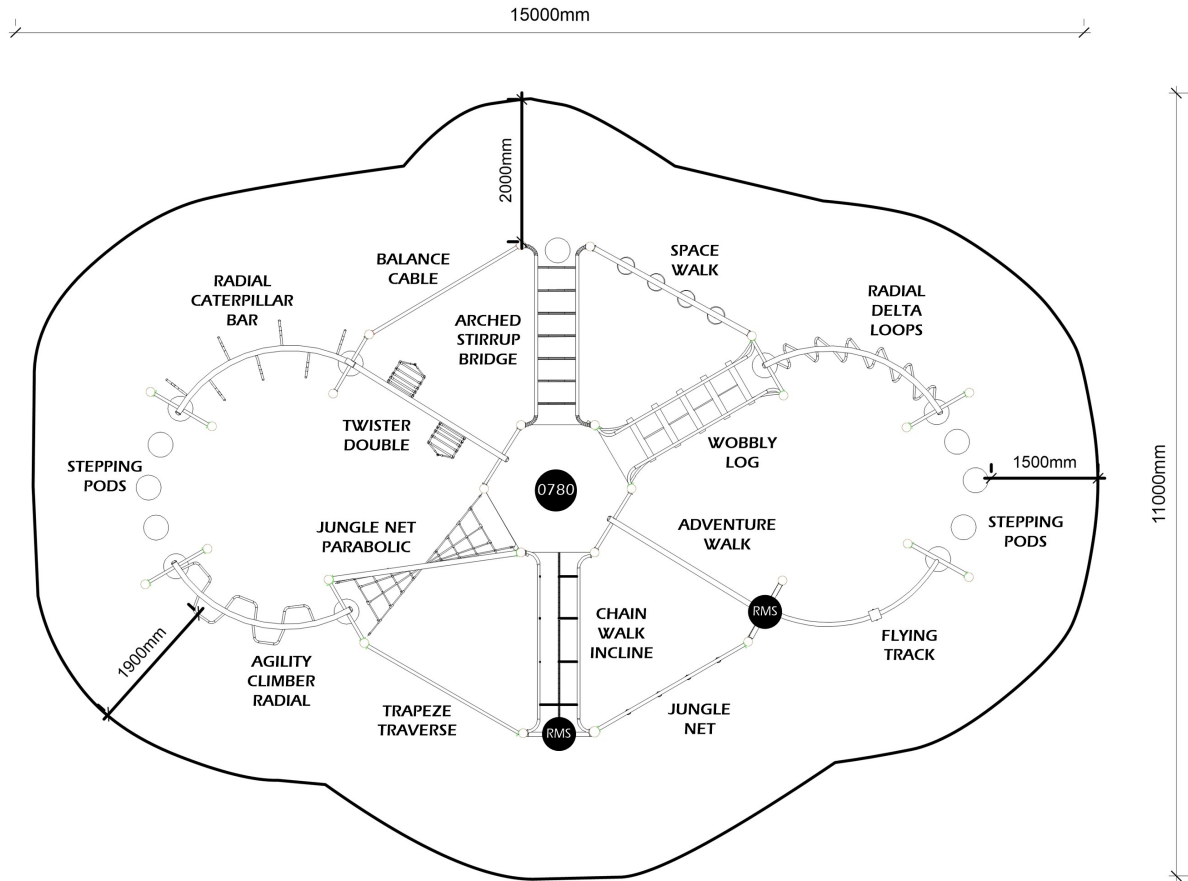 15000mm
2000mm
BALANCE
CABLE
SPACE
WALK
RADIAL
CATERPILLAR
BAR
RADIAL
DELTA
LOOPS
ARCHED
STIRRUP
BRIDGE
TWISTER
DOUBLE
WOBBLY
LOG
STEPPING
PODS
1500mm
11000mm
0780
JUNGLE NET
PARABOLIC
ADVENTURE
WALK
STEPPING
PODS
RMS
CHAIN
WALK
INCLINE
FLYING
TRACK
1900mm
AGILITY
CLIMBER
RADIAL
TRAPEZE
TRAVERSE
JUNGLE
NET
RMS